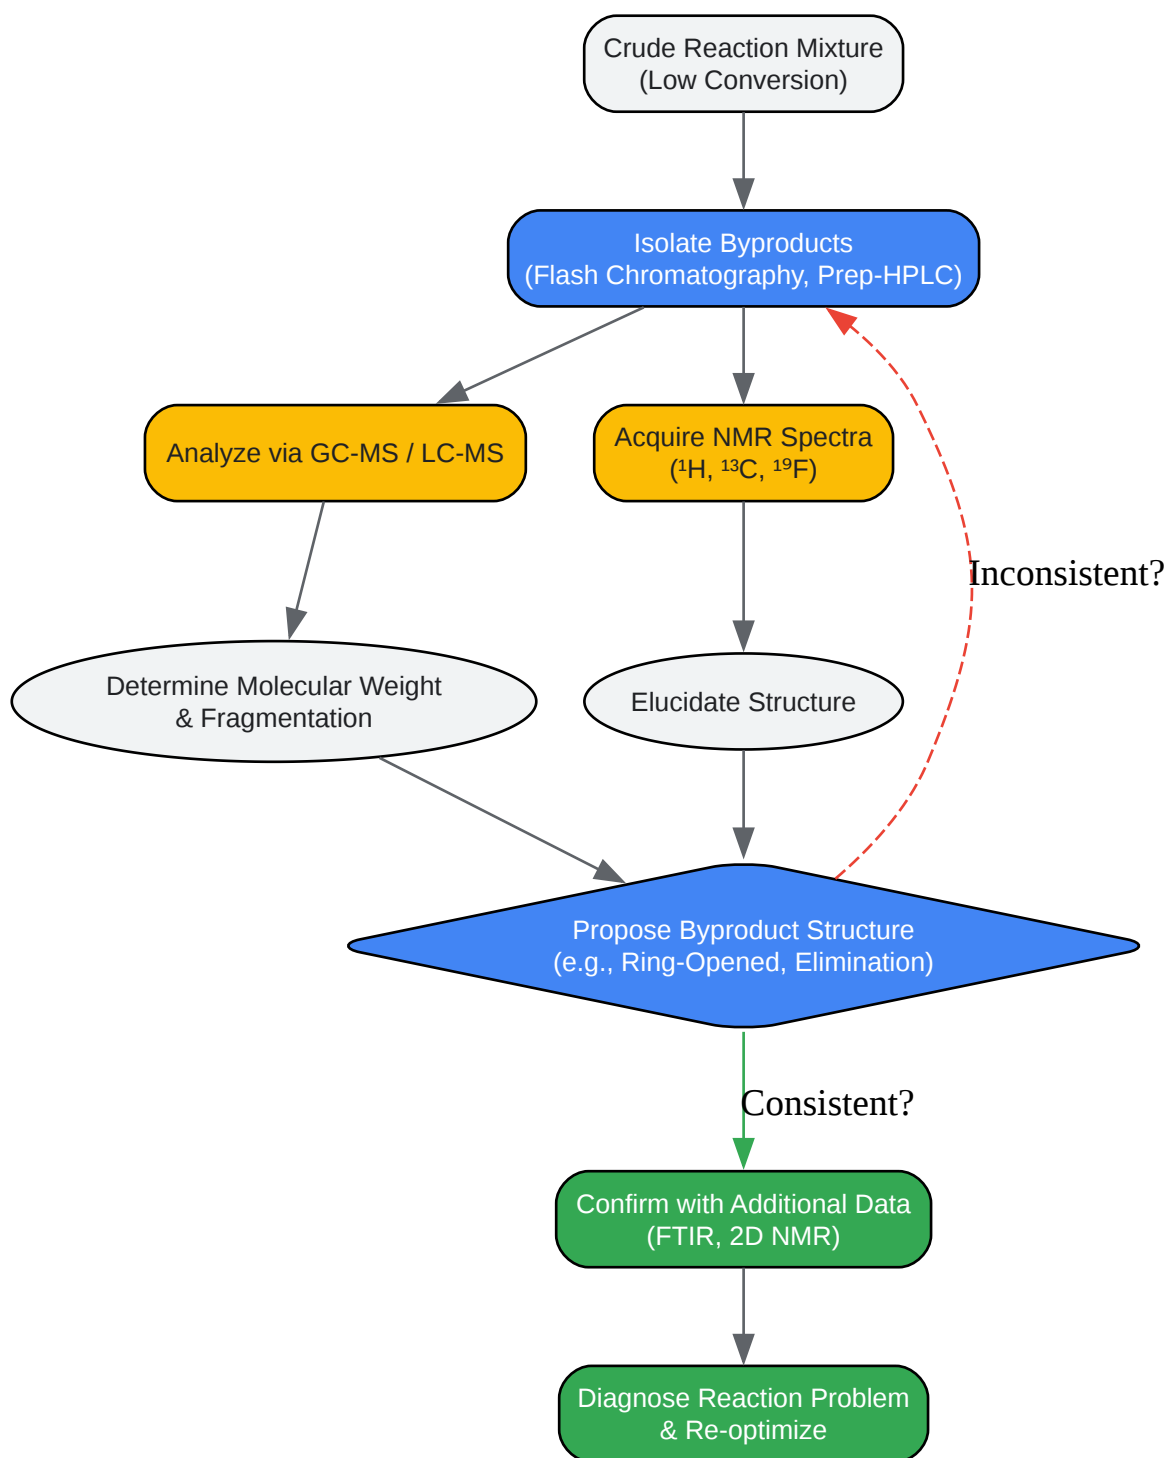 Crude Reaction Mixture
(Low Conversion)
Isolate Byproducts
(Flash Chromatography, Prep-HPLC)
Analyze via GC-MS / LC-MS
Acquire NMR Spectra
(¹H, ¹³C, ¹⁹F)
Inconsistent?
Determine Molecular Weight
& Fragmentation
Elucidate Structure
Propose Byproduct Structure
(e.g., Ring-Opened, Elimination)
Consistent?
Confirm with Additional Data
(FTIR, 2D NMR)
Diagnose Reaction Problem
& Re-optimize